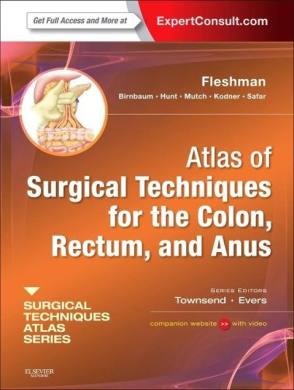 Get Full Access and More at
ExpertConsult.com
Fleshman
Birnbaum • Hunt • Mutch • Kodner • Safar
Atlas of
Surgical Techniques
for the Colon,
Rectum, and Anus
SERIES EDITORS
Townsend • Evers
companion website >> with video
SURGICAL
TECHNIQUES
ATLAS
SERIES
ELSEVIER
SAUNDERS